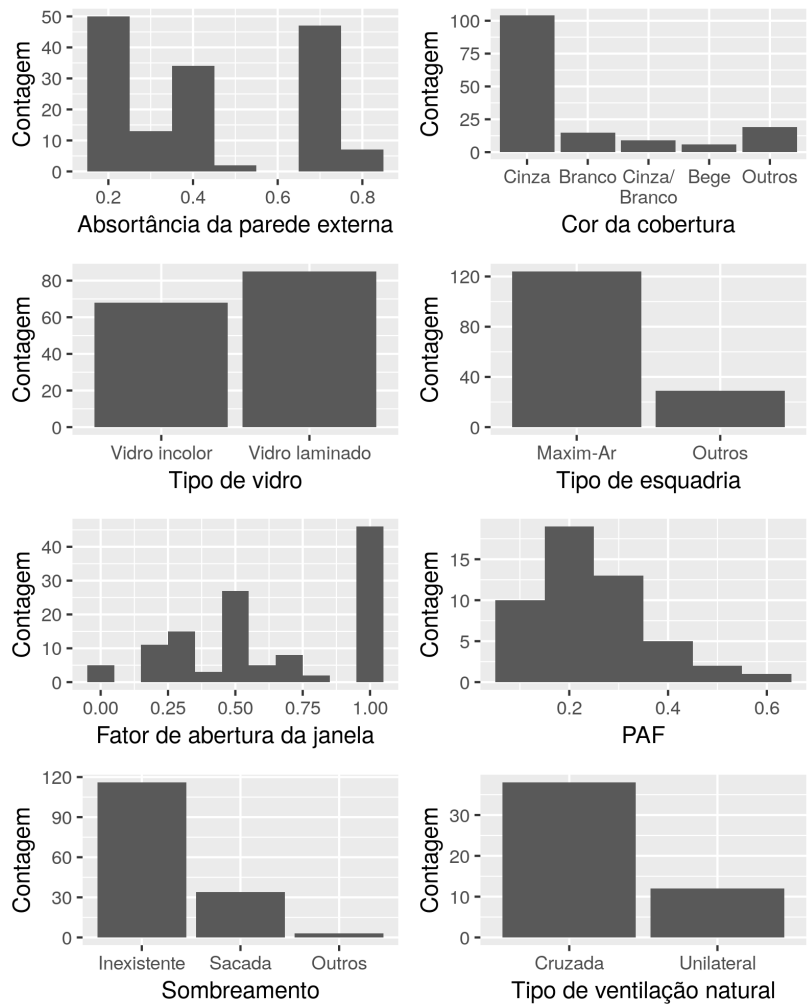 50
40
30
20
10
0
Contagem
0.2 0.4 0.6 0.8
Absortância da parede externa
100
75
50
25
0
Contagem
Cinza Branco Cinza/ Bege Outros
Branco
Cor da cobertura
80
60
40
20
0
Contagem
Vidro incolor Vidro laminado
Tipo de vidro
120
80
40
0
Contagem
Maxim-Ar Outros
Tipo de esquadria
40
30
20
10
0
Contagem
0.00 0.25 0.50 0.75 1.00
Fator de abertura da janela
15
10
5
0
Contagem
0.2 0.4 0.6
PAF
120
90
60
30
0
Contagem
Inexistente Sacada Outros
Sombreamento
30
20
10
0
Contagem
Cruzada Unilateral
Tipo de ventilação natural